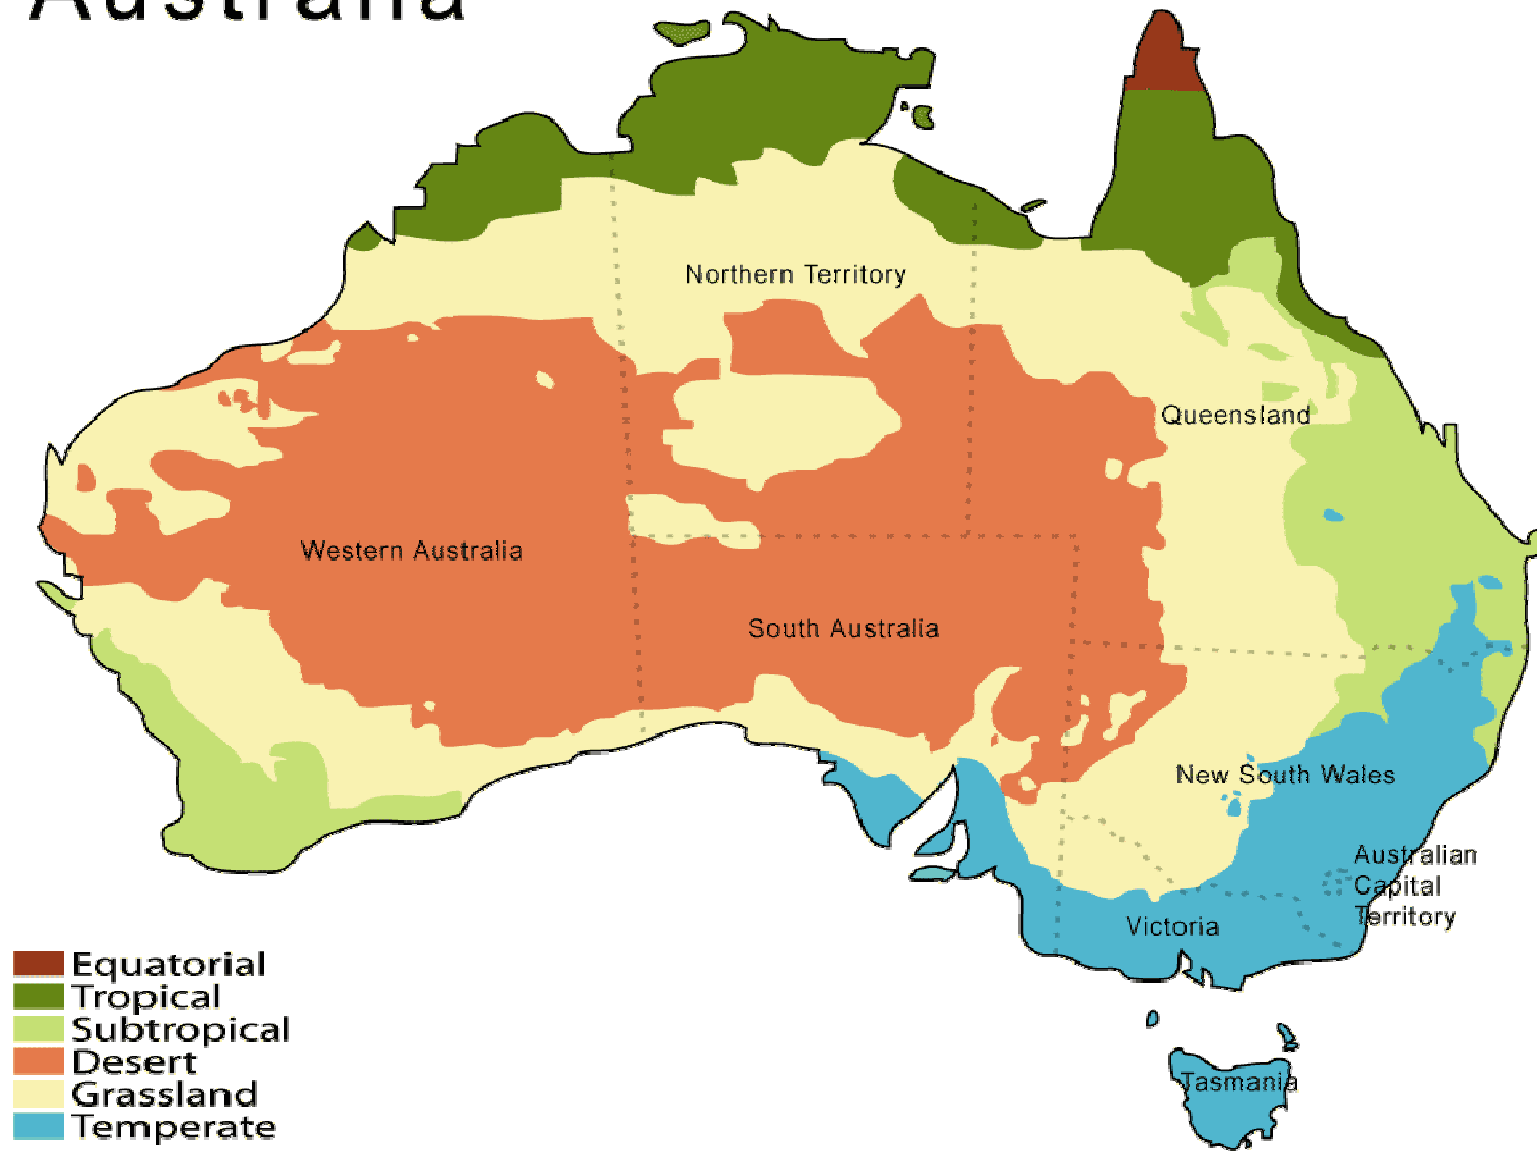 Australia
Northern Territory
Queensland
Western Australia
South Australia
New South Wales
Australian
Capital
Territory
Victoria
Tasmania
Equatorial
Tropical
Subtropical
Desert
Grassland
Temperate